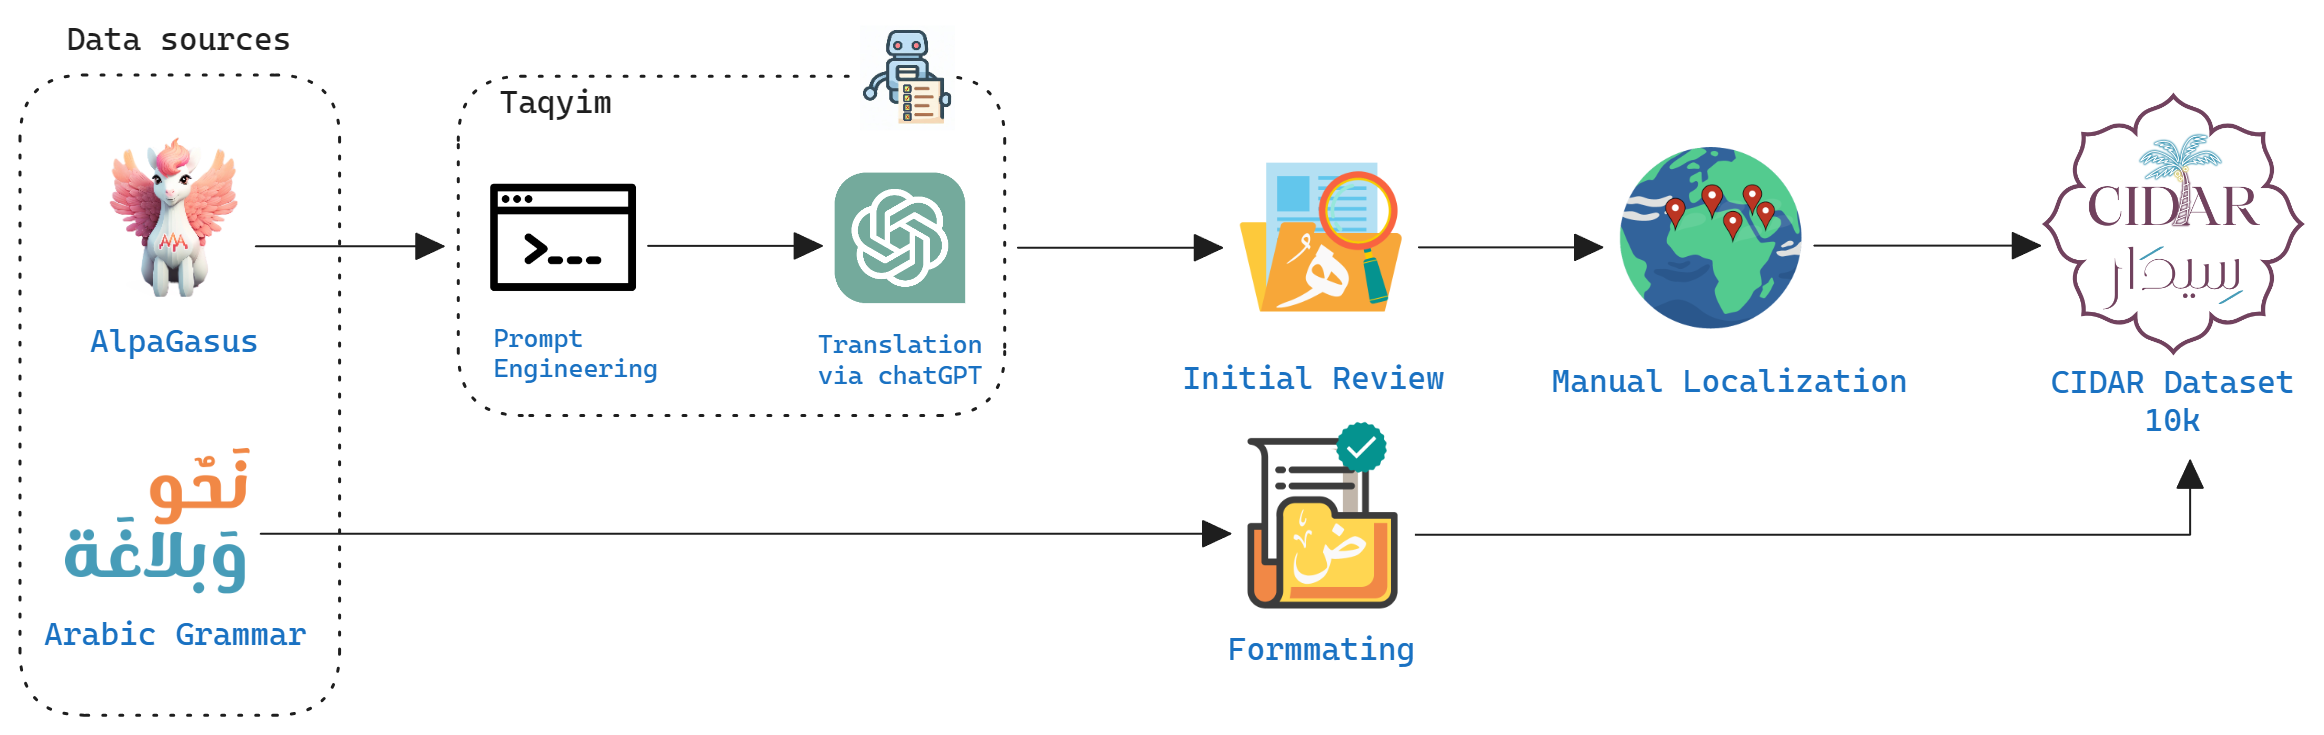 Data sources
AlpaGasus
نَحْو
وَبلاغَة
Arabic Grammar
Taqyim
>___
Prompt
Engineering
Translation
via chatGPT
Initial Review
Manual Localization
ض
Formmating
CIDAR
سيدار
CIDAR Dataset
10k